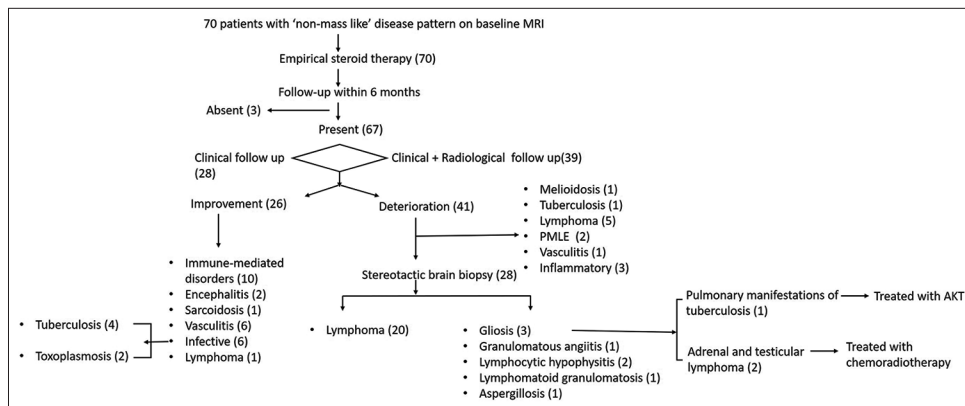 70 patients with ‘non-mass like’ disease pattern on baseline MRI
Empirical steroid therapy (70)
Follow-up within 6 months
Absent (3)
Present (67)
Clinical follow up
(28)
Clinical + Radiological follow up(39)
Improvement (26)
Deterioration (41)
• Melioidosis (1)
• Tuberculosis (1)
• Lymphoma (5)
• PMLE (2)
• Vasculitis (1)
• Inflammatory (3)
• Immune-mediated
disorders (10)
• Encephalitis (2)
• Sarcoidosis (1)
• Vasculitis (6)
• Infective (6)
• Lymphoma (1)
• Tuberculosis (4)
• Toxoplasmosis (2)
Stereotactic brain biopsy (28)
• Lymphoma (20)
• Gliosis (3)
• Granulomatous angiitis (1)
• Lymphocytic hypophysitis (2)
• Lymphomatoid granulomatosis (1)
• Aspergillosis (1)
Pulmonary manifestations of
tuberculosis (1)
Treated with AKT
Adrenal and testicular
lymphoma (2)
Treated with
chemoradiotherapy